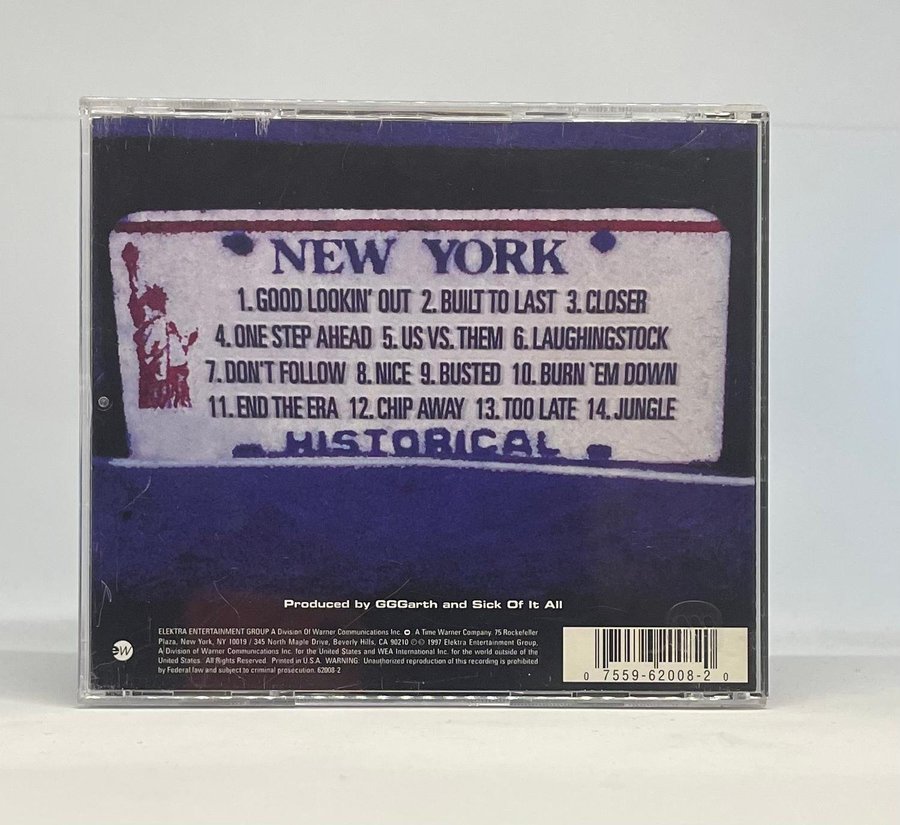 NEW YORK
1. GOOD LOOKIN' OUT 2. BUILT TO LAST 3. CLOSER
4. ONE STEP AHEAD 5. US VS. THEM 6. LAUGHINGSTOCK
7. DON'T FOLLOW 8. NICE 9. BUSTED 10. BURN 'EM DOWN
11. END THE ERA 12. CHIP AWAY 13. TOO LATE 14. JUNGLE
HISTORICAL
Produced by GGGarth and Sick Of It All
ew
ELEKTRA ENTERTAINMENT GROUP A Division Of Warner Communications Inc. A Time Warner Company. 75 Rockefeller
Plaza, New York, NY 10019 / 345 North Maple Drive, Beverly Hills, CA 90210 ℗© 1997 Elektra Entertainment Group,
A Division of Warner Communications Inc. for the United States and WEA International Inc. for the world outside of the
United States. All Rights Reserved. Printed in U.S.A. WARNING: Unauthorized reproduction of this recording is prohibited
by Federal law and subject to criminal prosecution. 62008-2
0 7559-62008-2 0